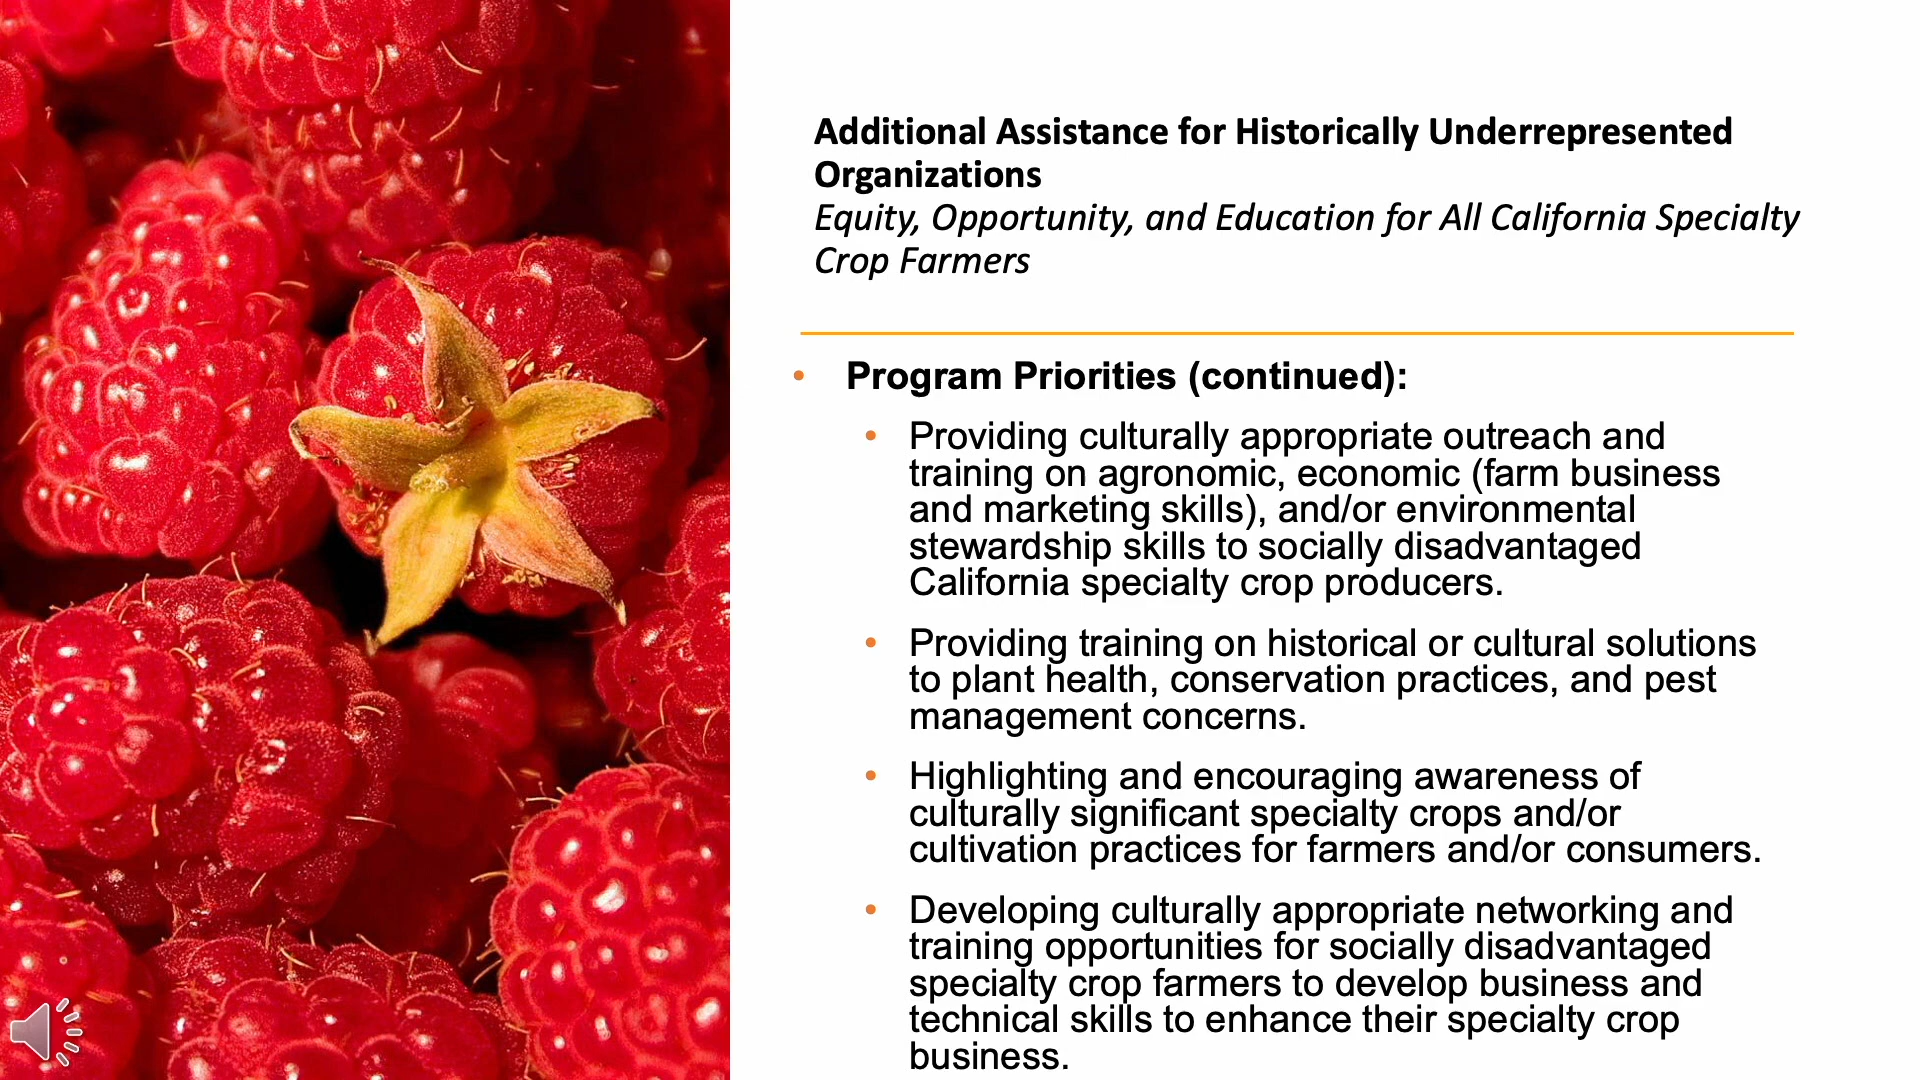 Additional Assistance for Historically Underrepresented
Organizations
Equity, Opportunity, and Education for All California Specialty
Crop Farmers
• Program Priorities (continued):
• Providing culturally appropriate outreach and
training on agronomic, economic (farm business
and marketing skills), and/or environmental
stewardship skills to socially disadvantaged
California specialty crop producers.
• Providing training on historical or cultural solutions
to plant health, conservation practices, and pest
management concerns.
• Highlighting and encouraging awareness of
culturally significant specialty crops and/or
cultivation practices for farmers and/or consumers.
• Developing culturally appropriate networking and
training opportunities for socially disadvantaged
specialty crop farmers to develop business and
technical skills to enhance their specialty crop
business.